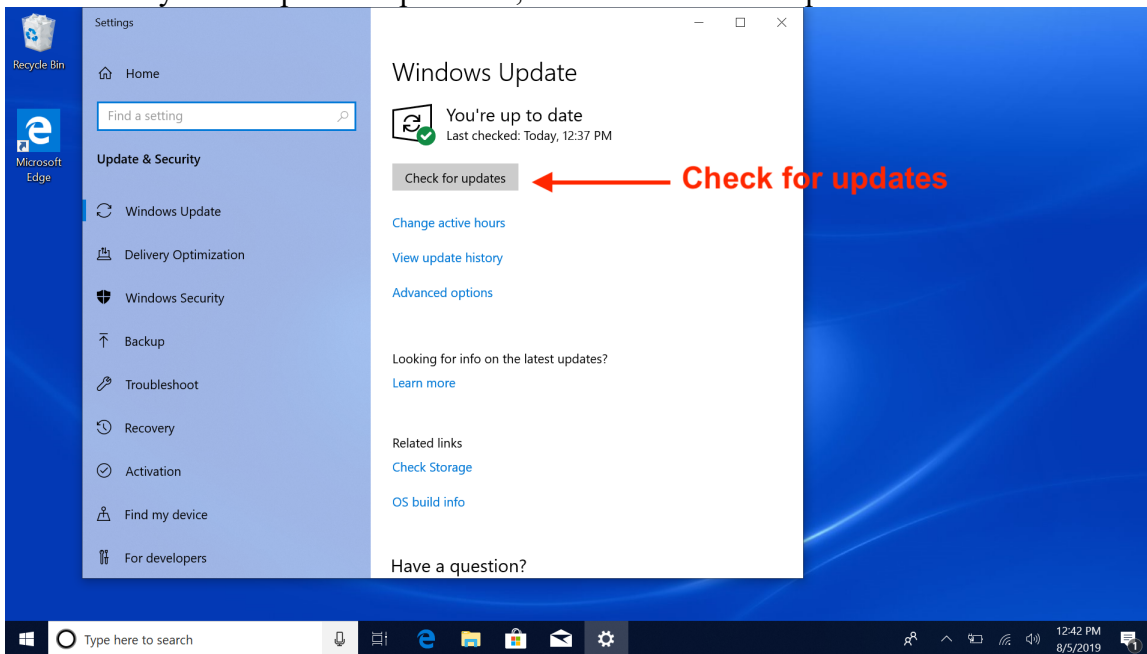 Settings
Recycle Bin
Home
Find a setting
Microsoft
Edge
Update & Security
Windows Update
Delivery Optimization
Windows Security
Backup
Troubleshoot
Recovery
Activation
Find my device
For developers
Windows Update
You're up to date
Last checked: Today, 12:37 PM
Check for updates
Check for updates
Change active hours
View update history
Advanced options
Looking for info on the latest updates?
Learn more
Related links
Check Storage
OS build info
Have a question?
Type here to search
12:42 PM
8/5/2019
1